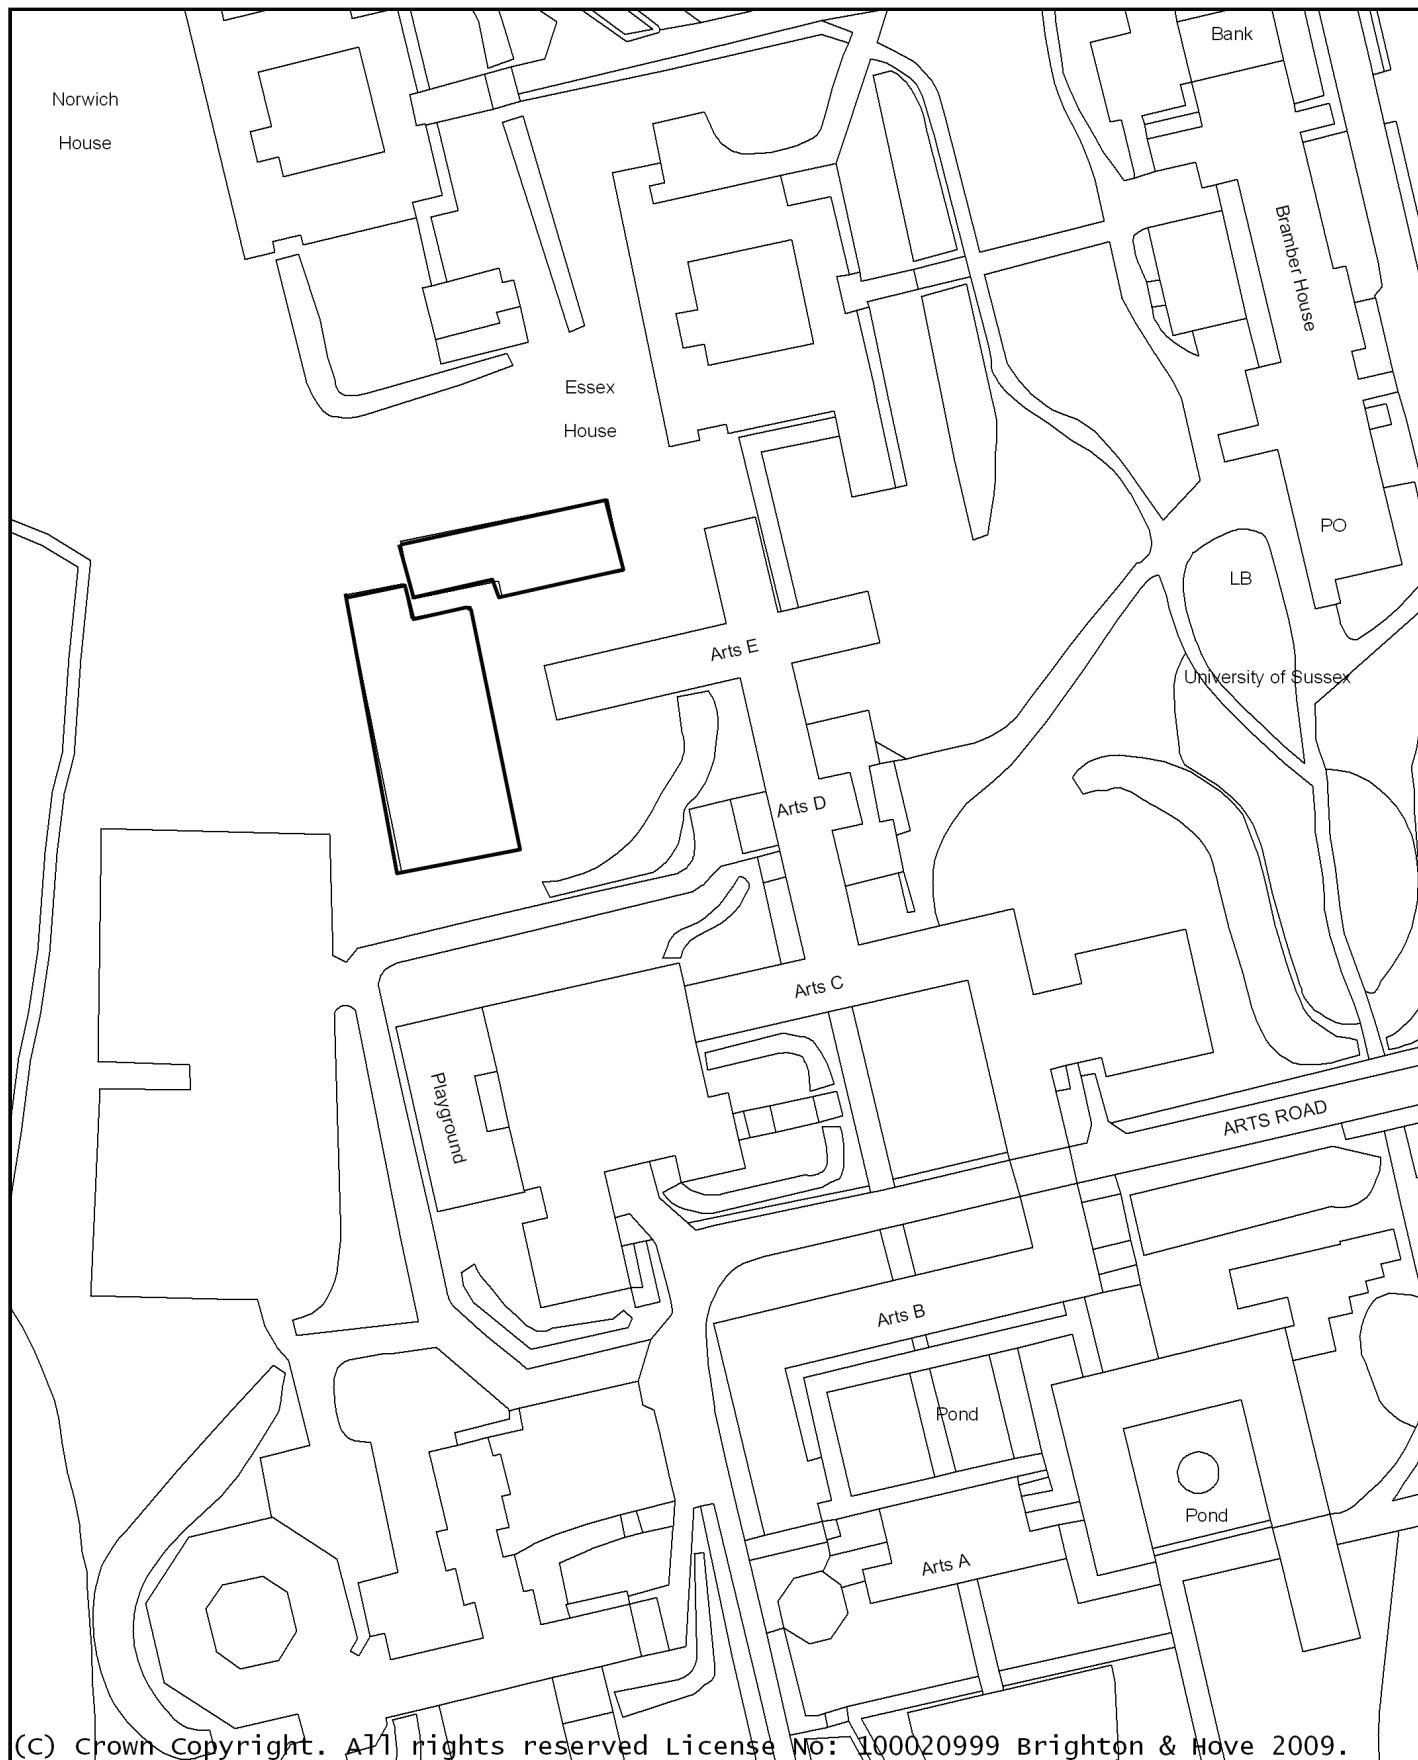 Bank
Norwich
House
Bramber House
Essex
House
PO
LB
Arts E
University of Sussex
Arts D
Arts C
Playground
ARTS ROAD
Arts B
Pond
Pond
Arts A
(C) Crown Copyright. All rights reserved License No: 100020999 Brighton & Hove 2009.